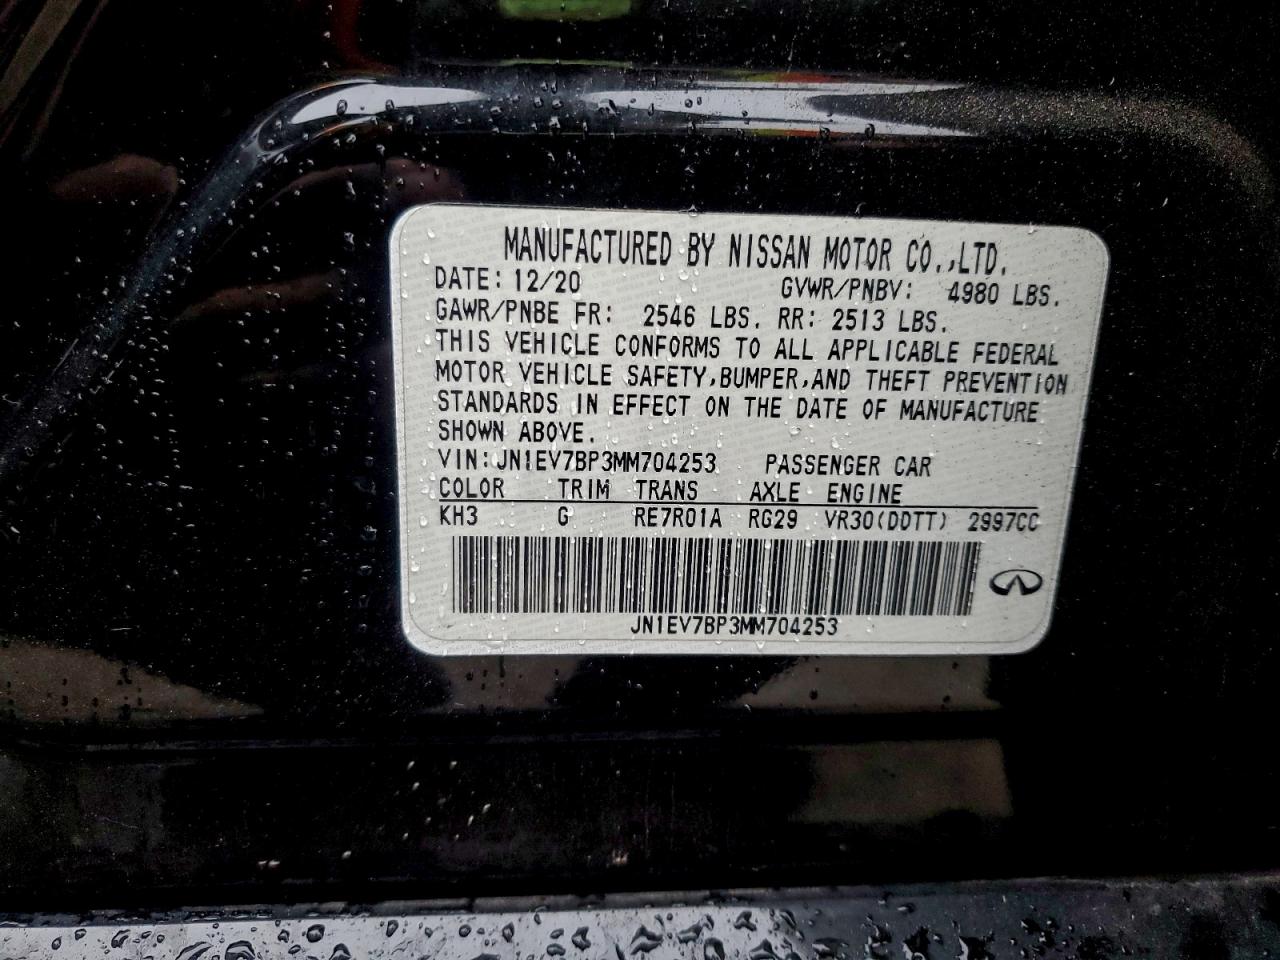 MANUFACTURED BY NISSAN MOTOR CO.,LTD.
DATE: 12/20 GVWR/PNBV: 4980 LBS.
GAWR/PNBE FR: 2546 LBS. RR: 2513 LBS.
THIS VEHICLE CONFORMS TO ALL APPLICABLE FEDERAL
MOTOR VEHICLE SAFETY,BUMPER,AND THEFT PREVENTION
STANDARDS IN EFFECT ON THE DATE OF MANUFACTURE
SHOWN ABOVE.
VIN:JN1EV7BP3MM704253 PASSENGER CAR
COLOR TRIM TRANS AXLE ENGINE
KH3 G RE7R01A RG29 VR30(DDTT) 2997CC
JN1EV7BP3MM704253